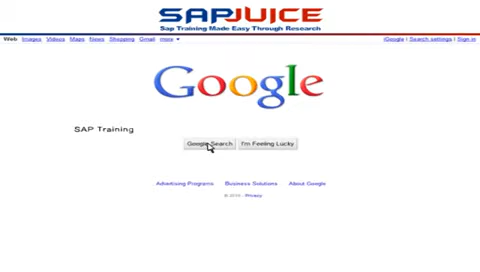 SAPJUICE
Sap Training Made Easy Through Research
Web Images Videos Maps News Shopping Gmail more ▾ iGoogle | Search settings | Sign in
Google
SAP Training
Google Search I'm Feeling Lucky
Advertising Programs Business Solutions About Google
© 2010 - Privacy